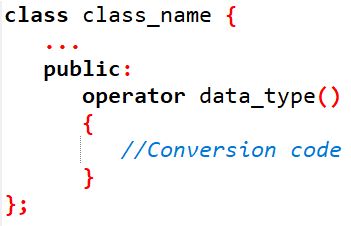 class class_name {
...
public:
operator data_type()
{
//Conversion code
}
};